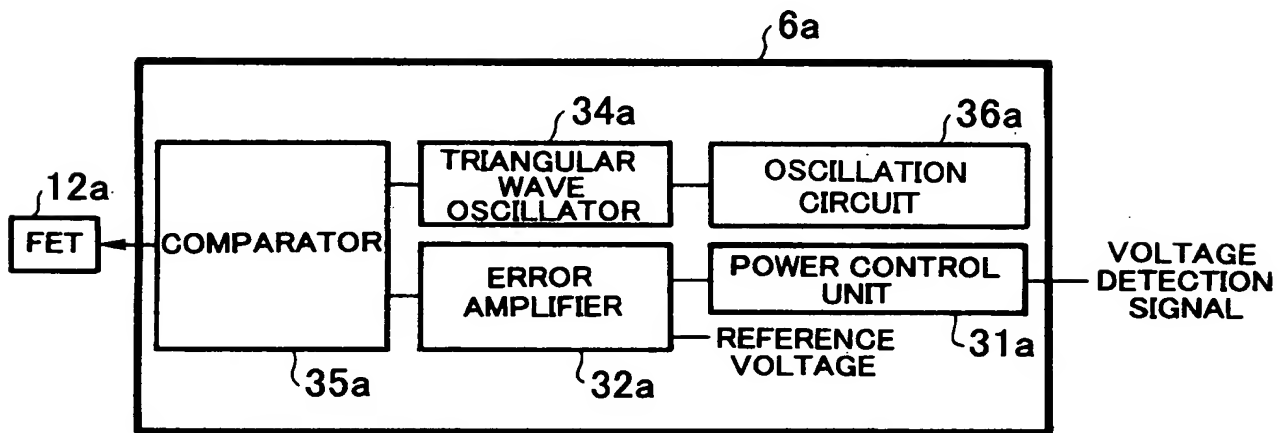 6a
34a
36a
12a
TRIANGULAR
WAVE
OSCILLATOR
OSCILLATION
CIRCUIT
FET
COMPARATOR
ERROR
AMPLIFIER
POWER CONTROL
UNIT
VOLTAGE
DETECTION
SIGNAL
REFERENCE
VOLTAGE
35a
32a
31a